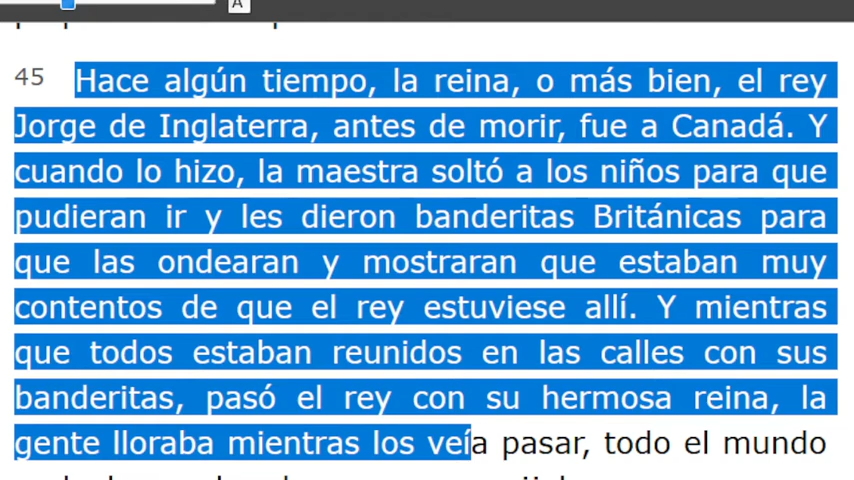 A
45 Hace algún tiempo, la reina, o más bien, el rey
Jorge de Inglaterra, antes de morir, fue a Canadá. Y
cuando lo hizo, la maestra soltó a los niños para que
pudieran ir y les dieron banderitas Británicas para
que las ondearan y mostraran que estaban muy
contentos de que el rey estuviese allí. Y mientras
que todos estaban reunidos en las calles con sus
banderitas, pasó el rey con su hermosa reina, la
gente lloraba mientras los veía pasar, todo el mundo